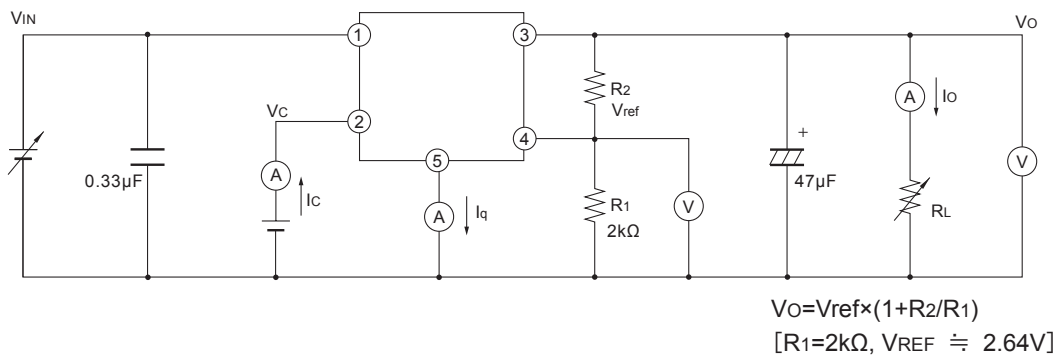 VIN
1
3
VO
R2
Vref
A
IO
VC
2
4
+
5
0.33μF
A
IC
A
Iq
R1
2kΩ
V
47μF
RL
V
VO=Vref×(1+R2/R1)
[R1=2kΩ, VREF ≒ 2.64V]